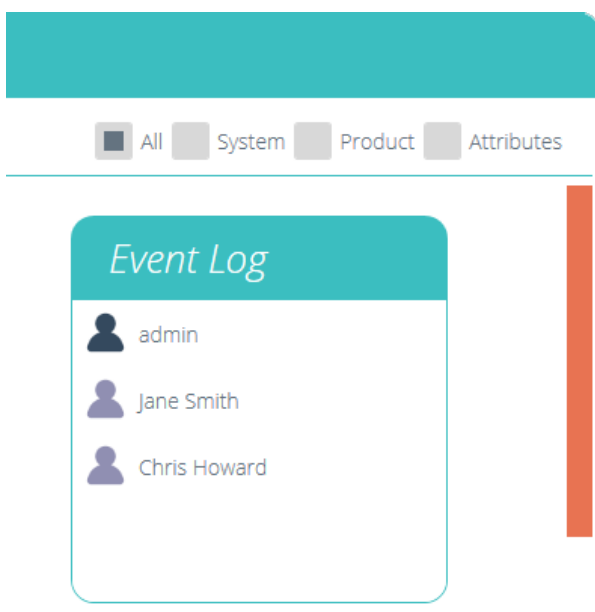 All System Product Attributes
Event Log
admin
Jane Smith
Chris Howard